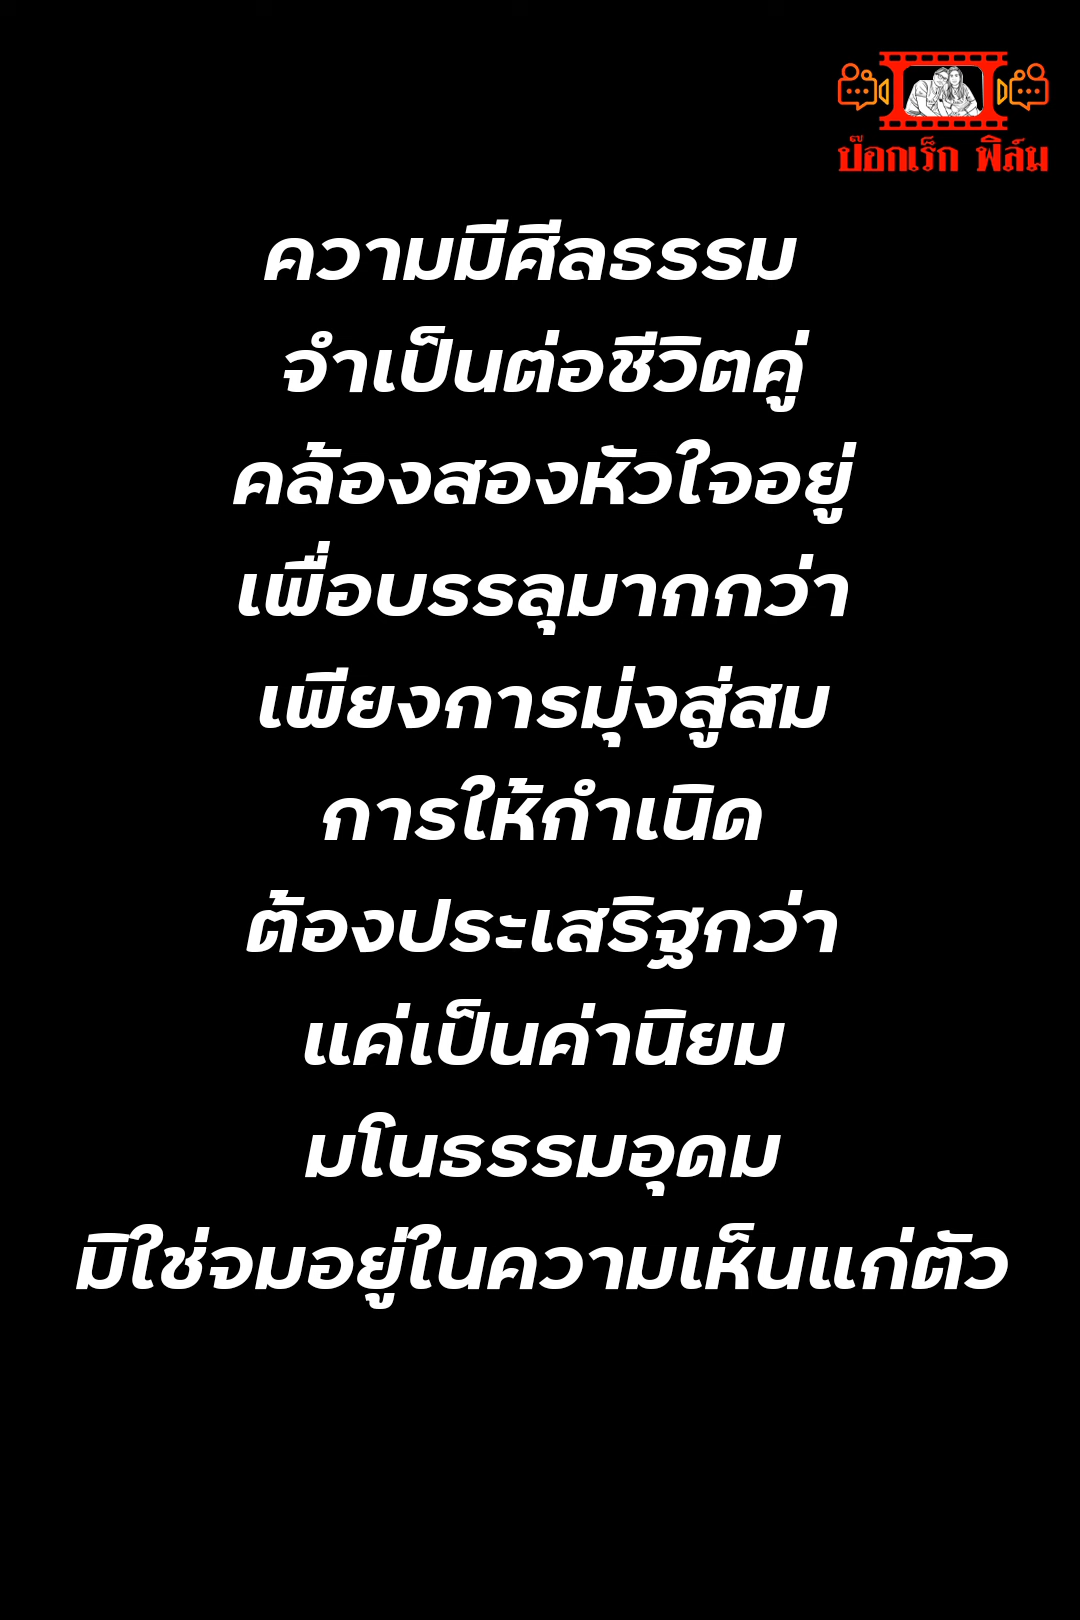 ป๊อกเร็ก ฟิล์ม
ความมีศีลธรรม
จำเป็นต่อชีวิตคู่
คล้องสองหัวใจอยู่
เพื่อบรรลุมากกว่า
เพียงการมุ่งสู่สม
การให้กำเนิด
ต้องประเสริฐกว่า
แค่เป็นค่านิยม
มโนธรรมอุดม
มิใช่จมอยู่ในความเห็นแก่ตัว